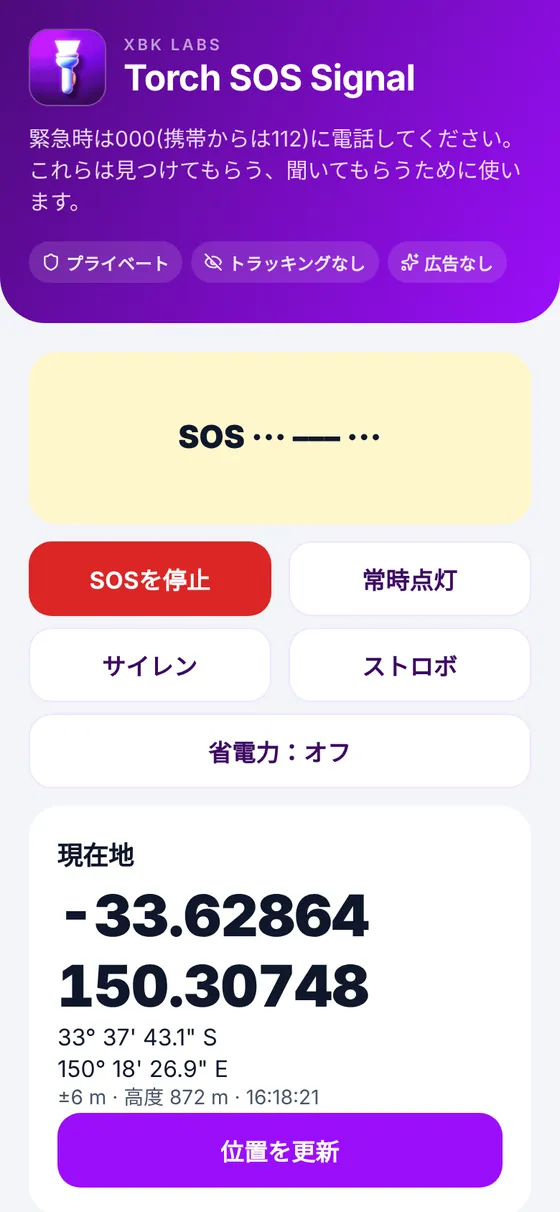 XBK LABS
Torch SOS Signal
緊急時は000(携帯からは112)に電話してください。
これらは見つけてもらう、聞いてもらうために使い
ます。
プライベート
トラッキングなし
広告なし
SOS ··· ––– ···
SOSを停止
常時点灯
サイレン
ストロボ
省電力：オフ
現在地
-33.62864
150.30748
33° 37' 43.1" S
150° 18' 26.9" E
±6 m · 高度 872 m · 16:18:21
位置を更新